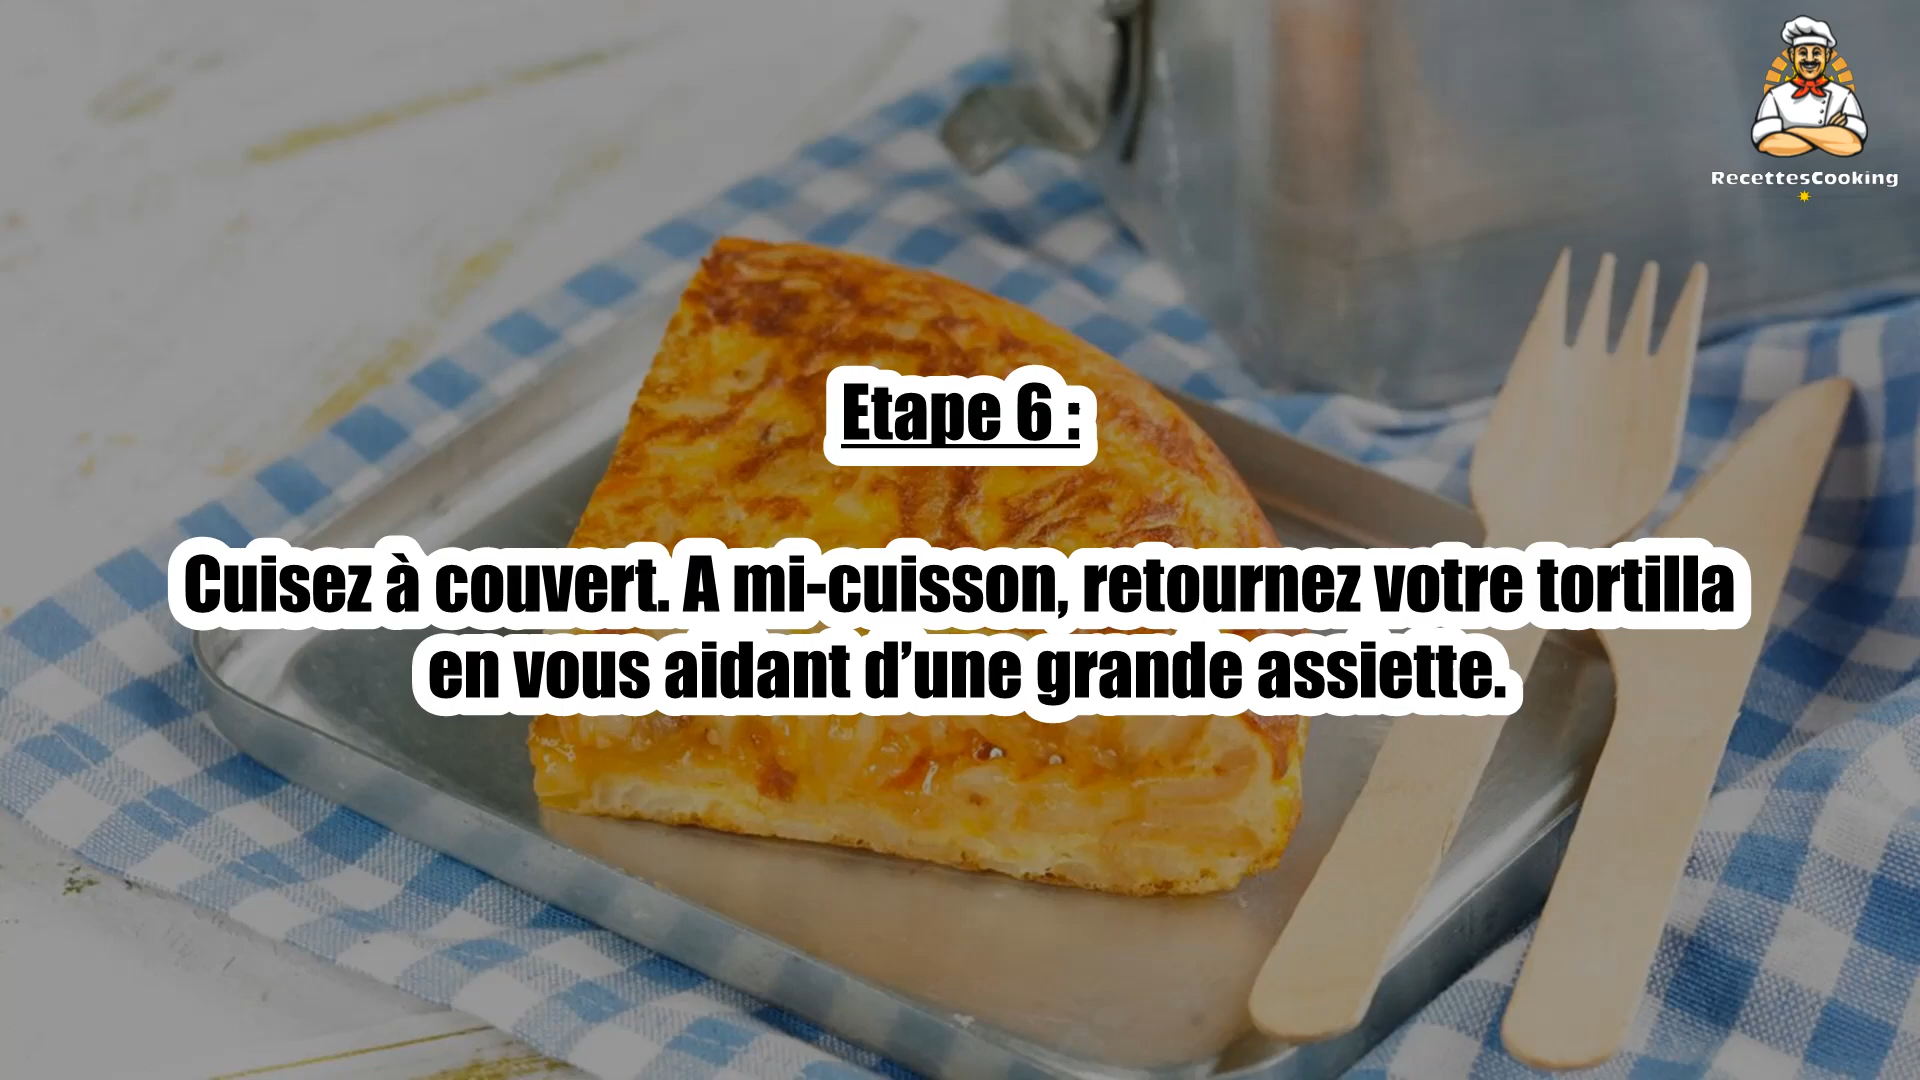 RecettesCooking
Etape 6 :
Cuisez à couvert. A mi-cuisson, retournez votre tortilla
en vous aidant d’une grande assiette.